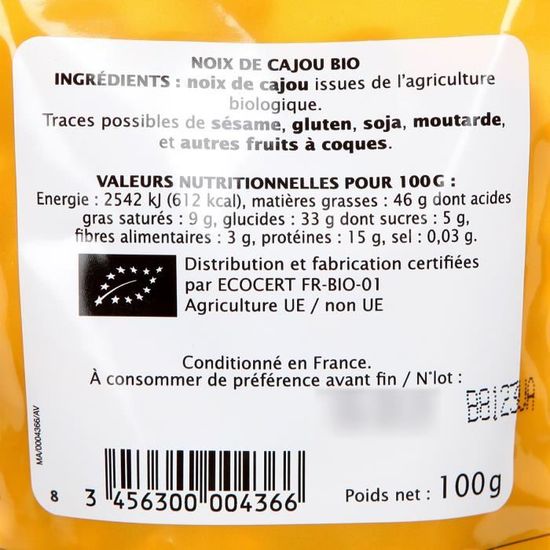 NOIX DE CAJOU BIO
INGRÉDIENTS : noix de cajou issues de l'agriculture
biologique.
Traces possibles de sésame, gluten, soja, moutarde,
et autres fruits à coques.
VALEURS NUTRITIONNELLES POUR 100G :
Energie : 2542 kJ (612 kcal), matières grasses : 46 g dont acides
gras saturés : 9 g, glucides : 33 g dont sucres : 5 g,
fibres alimentaires : 3 g, protéines : 15 g, sel : 0,03 g.
Distribution et fabrication certifiées
par ECOCERT FR-BIO-01
Agriculture UE / non UE
Conditionné en France.
À consommer de préférence avant fin / N°lot :
MA/0004366/AV
8 3 456300 004366
Poids net : 100g